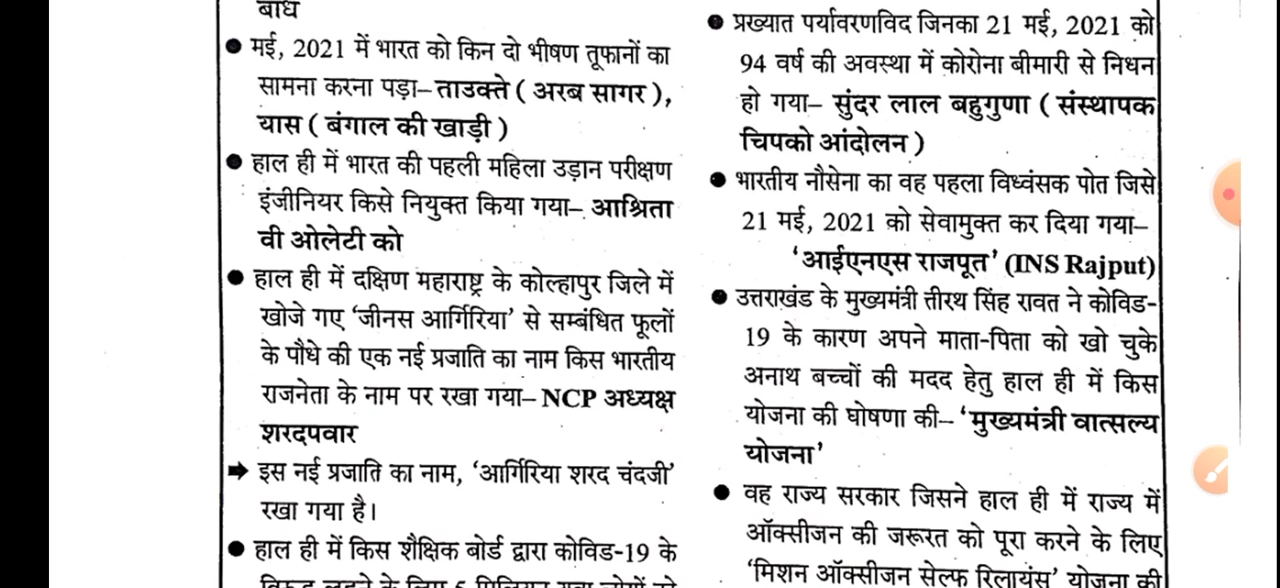 बांध
● मई, 2021 में भारत को किन दो भीषण तूफानों का
सामना करना पड़ा– ताउक्ते ( अरब सागर ),
यास ( बंगाल की खाड़ी )
● हाल ही में भारत की पहली महिला उड़ान परीक्षण
इंजीनियर किसे नियुक्त किया गया– आश्रिता
वी ओलेटी को
● हाल ही में दक्षिण महाराष्ट्र के कोल्हापुर जिले में
खोजे गए ‘जीनस आर्गिरिया’ से सम्बंधित फूलों
के पौधे की एक नई प्रजाति का नाम किस भारतीय
राजनेता के नाम पर रखा गया– NCP अध्यक्ष
शरदपवार
➡ इस नई प्रजाति का नाम, ‘आर्गिरिया शरद चंदजी’
रखा गया है।
● हाल ही में किस शैक्षिक बोर्ड द्वारा कोविड-19 के
● प्रख्यात पर्यावरणविद जिनका 21 मई, 2021 को
94 वर्ष की अवस्था में कोरोना बीमारी से निधन
हो गया– सुंदर लाल बहुगुणा ( संस्थापक
चिपको आंदोलन )
● भारतीय नौसेना का वह पहला विध्वंसक पोत जिसे
21 मई, 2021 को सेवामुक्त कर दिया गया–
‘आईएनएस राजपूत’ (INS Rajput)
● उत्तराखंड के मुख्यमंत्री तीरथ सिंह रावत ने कोविड-
19 के कारण अपने माता-पिता को खो चुके
अनाथ बच्चों की मदद हेतु हाल ही में किस
योजना की घोषणा की– ‘मुख्यमंत्री वात्सल्य
योजना’
● वह राज्य सरकार जिसने हाल ही में राज्य में
ऑक्सीजन की जरूरत को पूरा करने के लिए
‘मिशन ऑक्सीजन सेल्फ रिलायंस’ योजना की